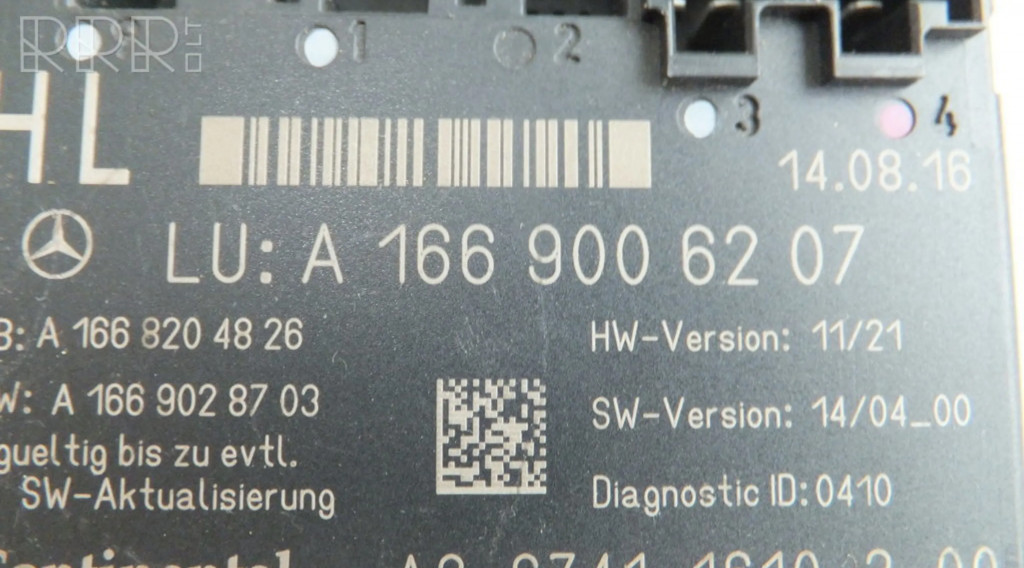 RRR.LT
1 2
3 4
HL
14.08.16
LU: A 166 900 62 07
B: A 166 820 48 26
HW-Version: 11/21
W: A 166 902 87 03
SW-Version: 14/04_00
gueltig bis zu evtl.
SW-Aktualisierung
Diagnostic ID:0410
Continental